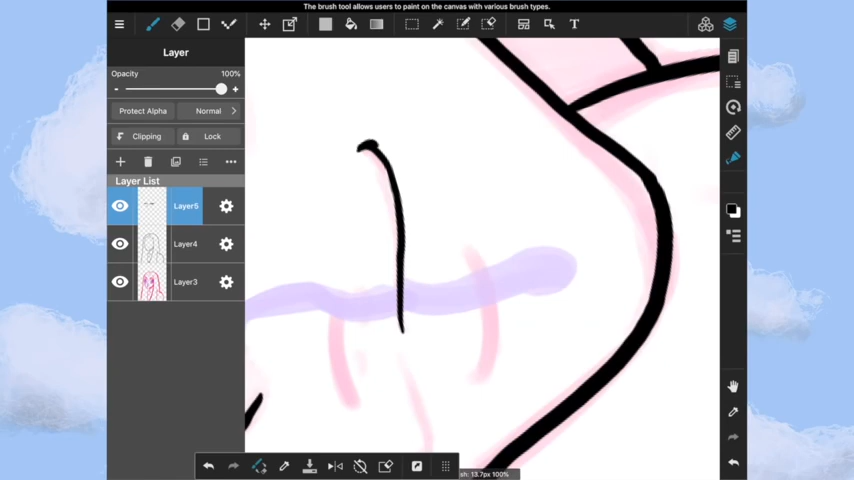 The brush tool allows users to paint on the canvas with various brush types.
T
Layer
Opacity 100%
- +
Protect Alpha Normal
Clipping Lock
Layer List
Layer5
Layer4
Layer3
sh: 13.7px 100%